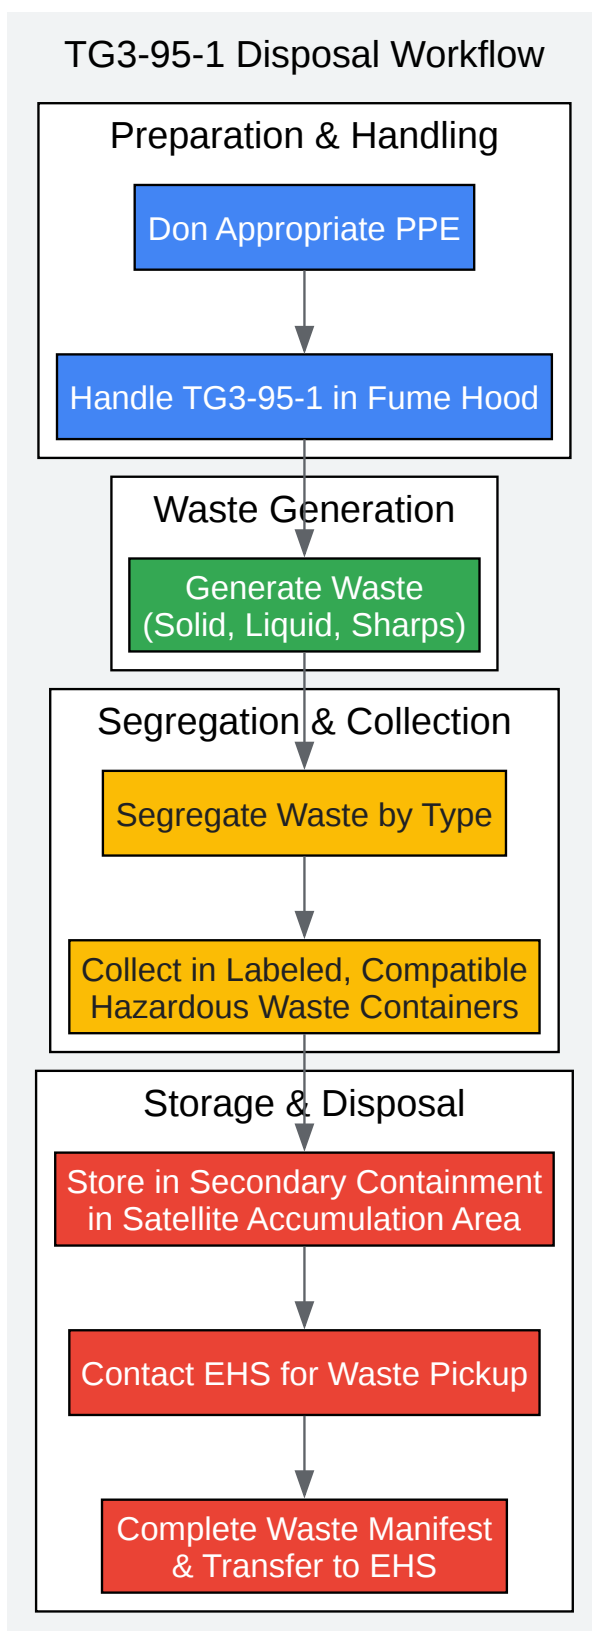 TG3-95-1 Disposal Workflow
Preparation & Handling
Don Appropriate PPE
Handle TG3-95-1 in Fume Hood
Waste Generation
Generate Waste
(Solid, Liquid, Sharps)
Segregation & Collection
Segregate Waste by Type
Collect in Labeled, Compatible
Hazardous Waste Containers
Storage & Disposal
Store in Secondary Containment
in Satellite Accumulation Area
Contact EHS for Waste Pickup
Complete Waste Manifest
& Transfer to EHS